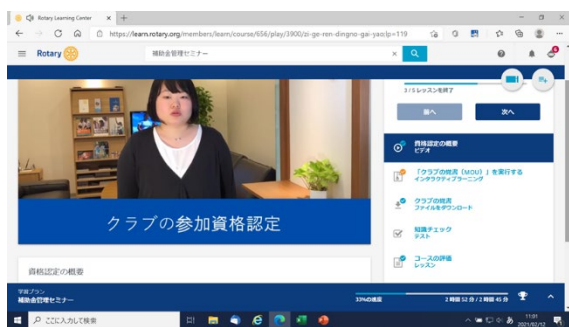 Rotary Learning Center
https://learn.rotary.org/members/learn/course/656/play/3900/zi-ge-ren-dingno-gai-yao;lp=119
Rotary
補助金管理セミナー
3 / 5 レッスンを終了
前へ
次へ
資格認定の概要
ビデオ
「クラブの覚書（MOU）」を実行する
インタラクティブラーニング
クラブの覚書
ファイルをダウンロード
知識チェック
テスト
コースの評価
レッスン
クラブの参加資格認定
資格認定の概要
学習プラン
補助金管理セミナー
33%の進度
2 時間 52 分 / 2 時間 45 分
ここに入力して検索
あ
11:01
2021/02/12